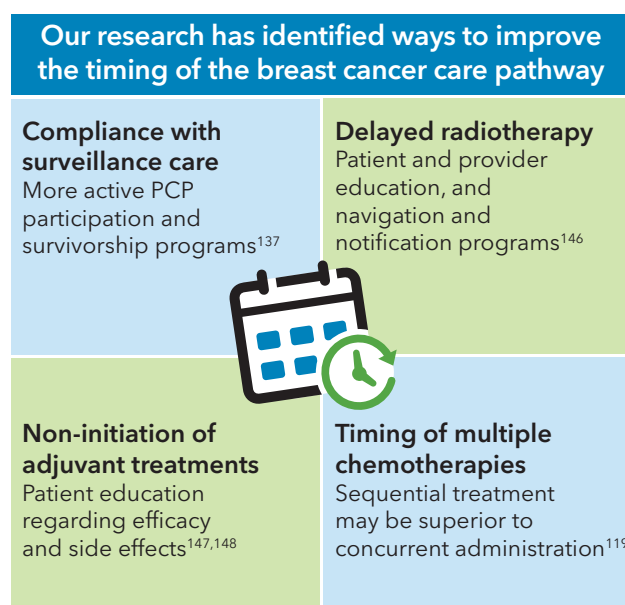 Our research has identified ways to improve
the timing of the breast cancer care pathway
Compliance with
surveillance care
More active PCP
participation and
survivorship programs137
Delayed radiotherapy
Patient and provider
education, and
navigation and
notification programs146
Non-initiation of
adjuvant treatments
Patient education
regarding efficacy
and side effects147,148
Timing of multiple
chemotherapies
Sequential treatment
may be superior to
concurrent administration119